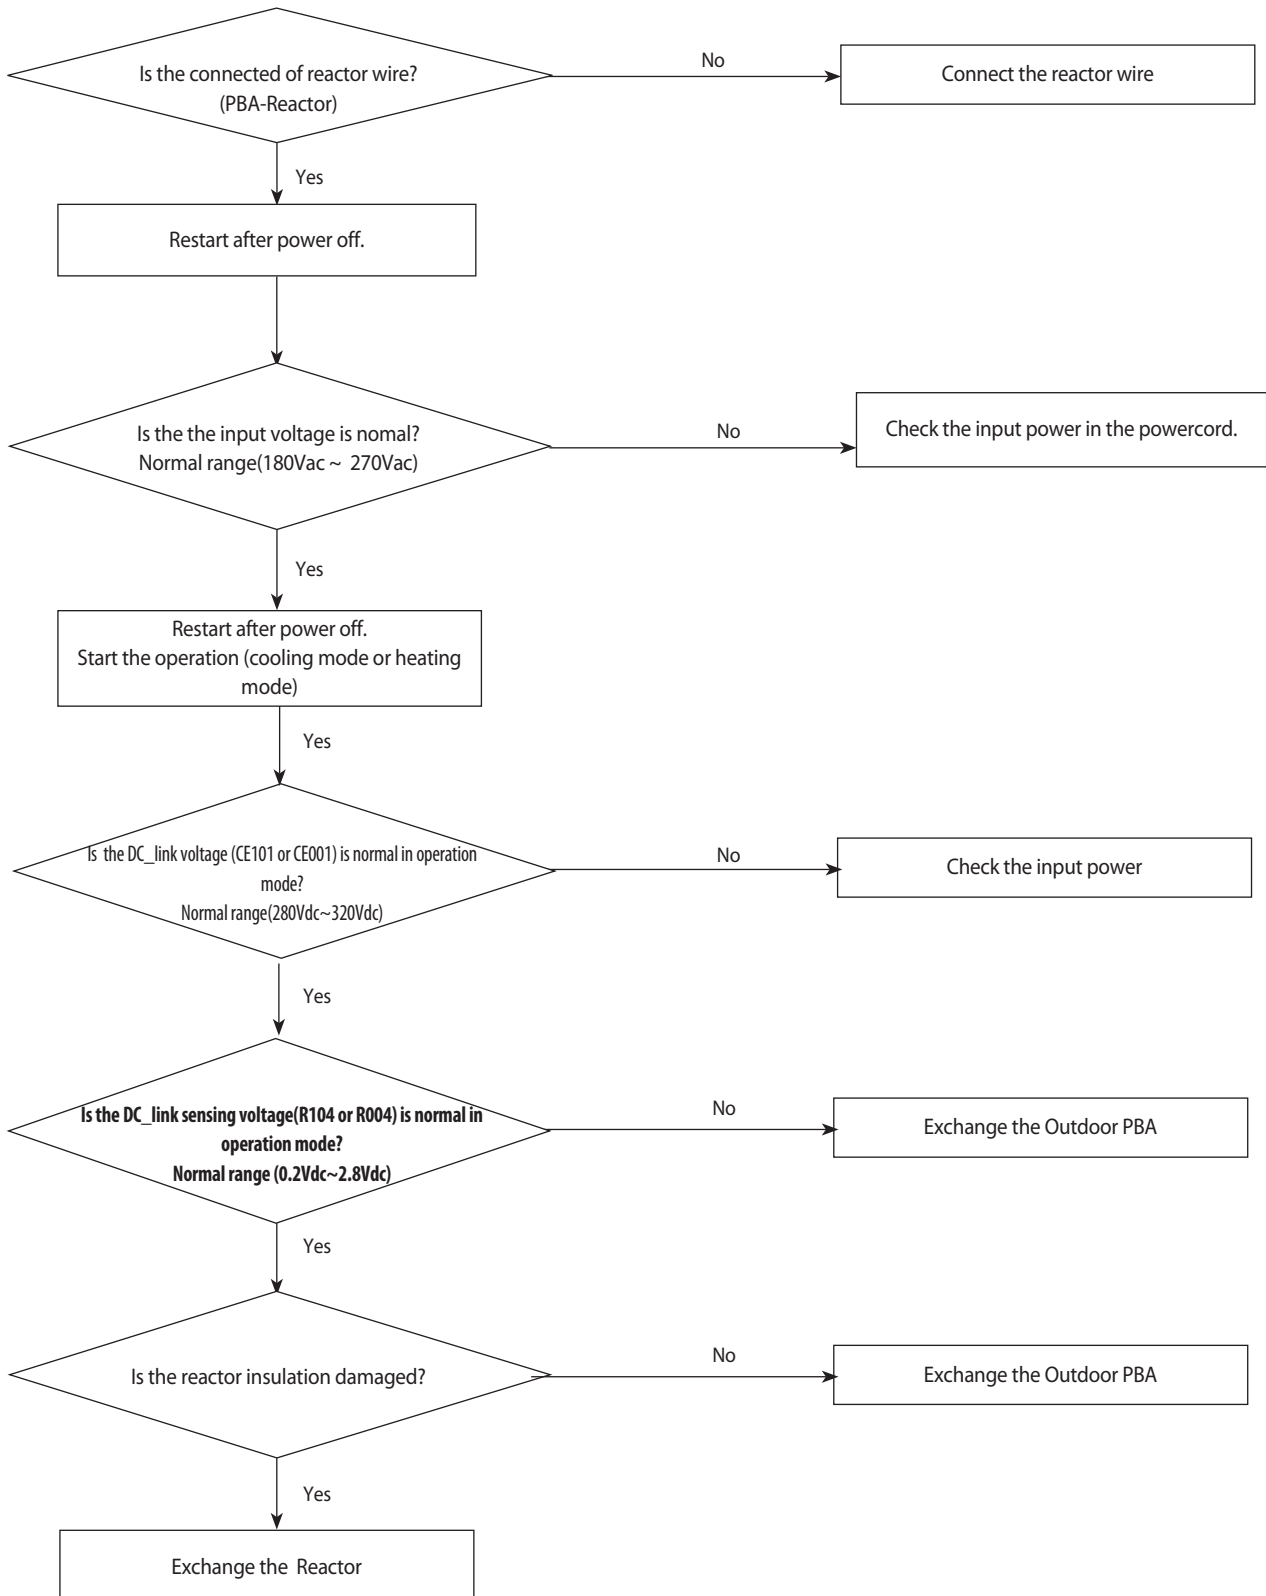 Is the connected of reactor wire?
(PBA-Reactor)
No
Connect the reactor wire
Yes
Restart after power off.
Is the the input voltage is nomal?
Normal range(180Vac ~ 270Vac)
No
Check the input power in the powercord.
Yes
Restart after power off.
Start the operation (cooling mode or heating
mode)
Yes
Is the DC_link voltage (CE101 or CE001) is normal in operation
mode?
Normal range(280Vdc~320Vdc)
No
Check the input power
Yes
Is the DC_link sensing voltage(R104 or R004) is normal in
operation mode?
Normal range (0.2Vdc~2.8Vdc)
No
Exchange the Outdoor PBA
Yes
Is the reactor insulation damaged?
No
Exchange the Outdoor PBA
Yes
Exchange the Reactor